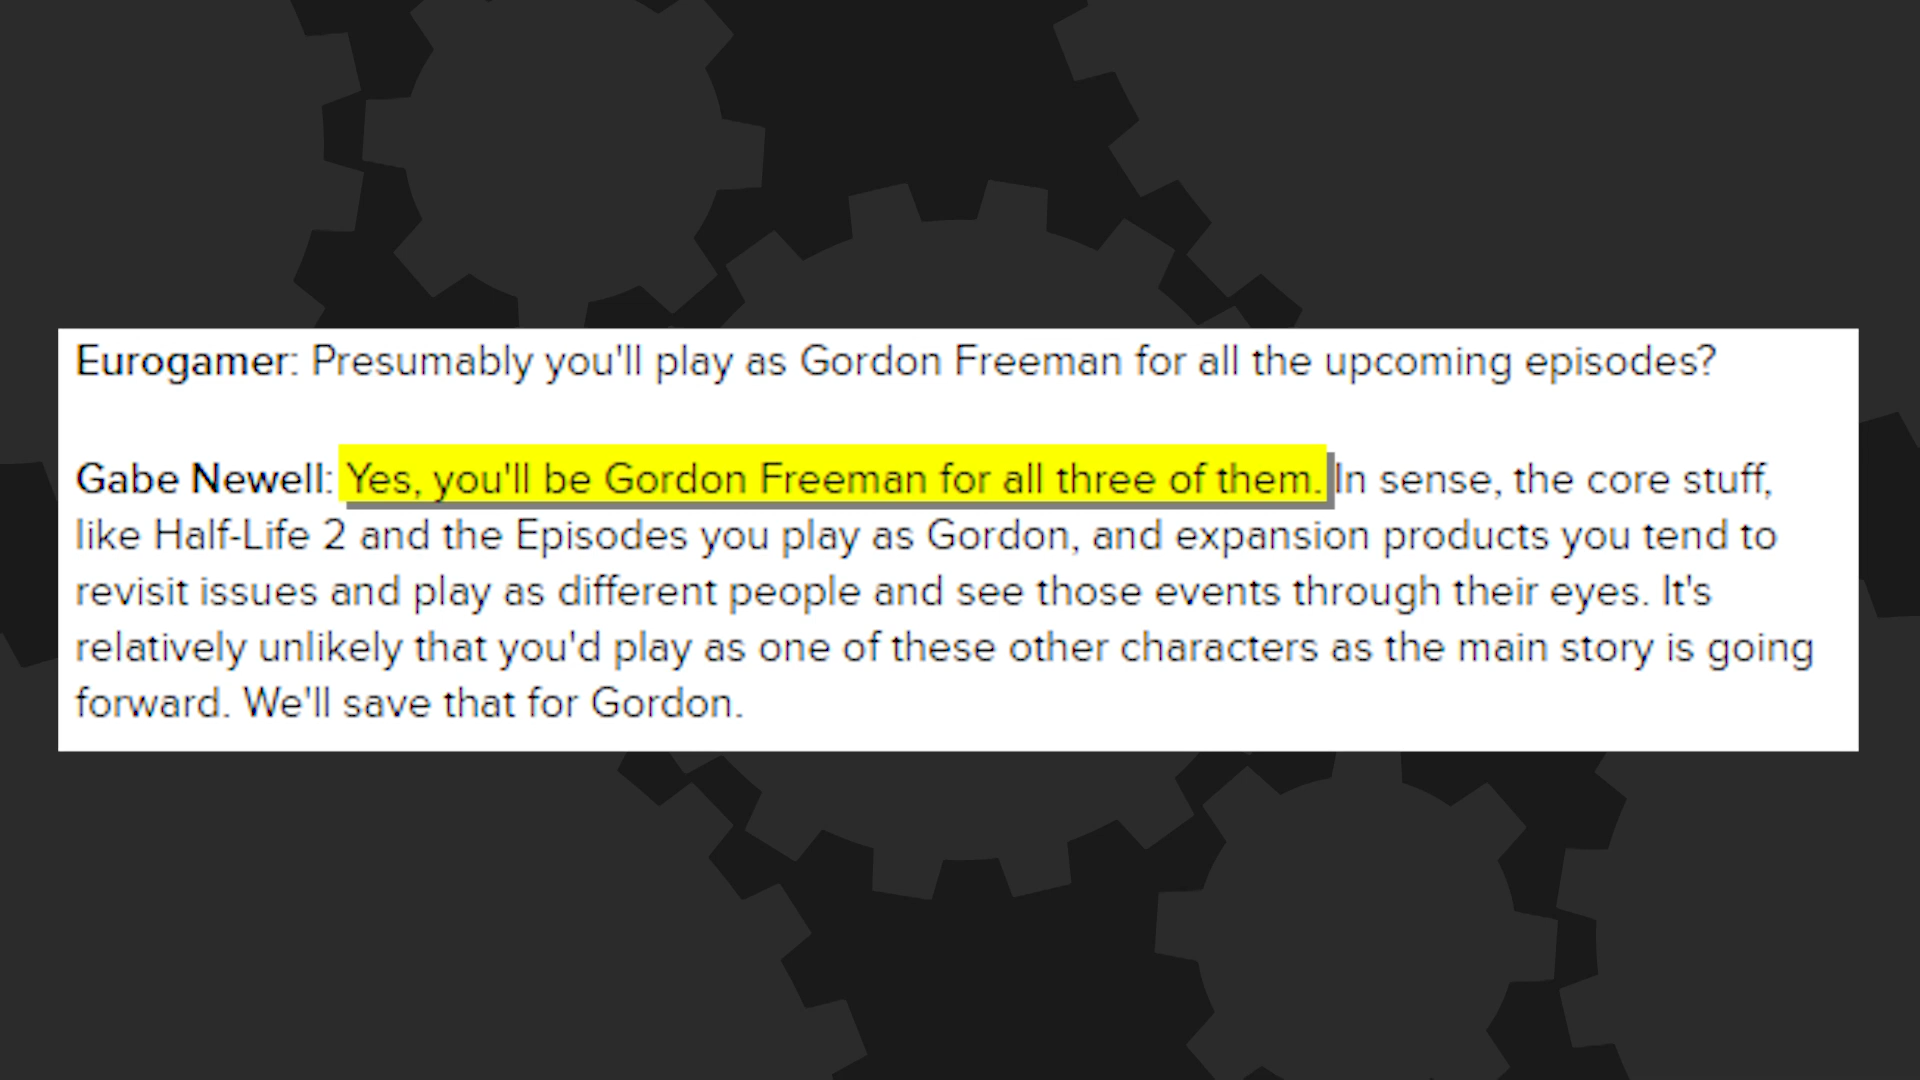 Eurogamer: Presumably you'll play as Gordon Freeman for all the upcoming episodes?
Gabe Newell: Yes, you'll be Gordon Freeman for all three of them. In sense, the core stuff,
like Half-Life 2 and the Episodes you play as Gordon, and expansion products you tend to
revisit issues and play as different people and see those events through their eyes. It's
relatively unlikely that you'd play as one of these other characters as the main story is going
forward. We'll save that for Gordon.